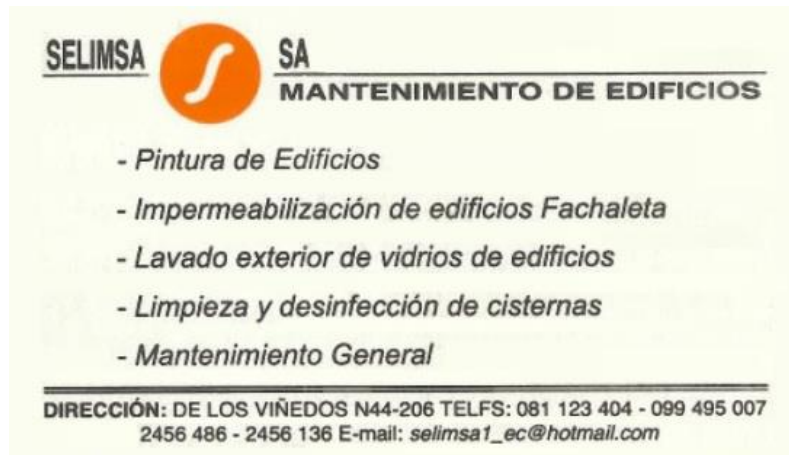 SELIMSA SA
MANTENIMIENTO DE EDIFICIOS
- Pintura de Edificios
- Impermeabilización de edificios Fachaleta
- Lavado exterior de vidrios de edificios
- Limpieza y desinfección de cisternas
- Mantenimiento General
DIRECCIÓN: DE LOS VIÑEDOS N44-206 TELFS: 081 123 404 - 099 495 007
2456 486 - 2456 136 E-mail: selimsa1_ec@hotmail.com